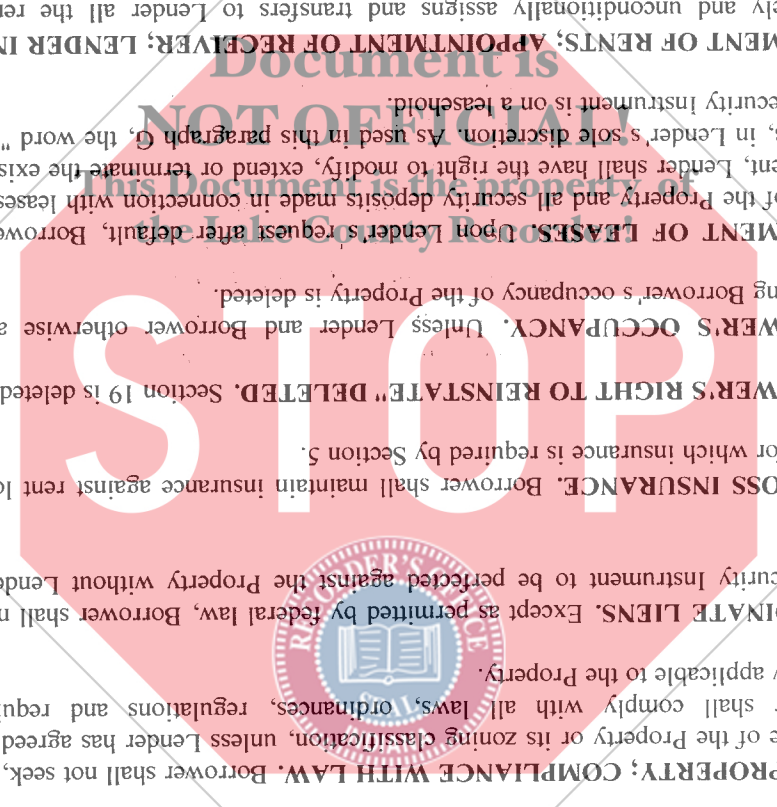 PROPERTY; COMPLIANCE WITH LAW. Borrower shall not seek,
of the Property or its zoning classification, unless Lender has agreed
shall comply with all laws, ordinances, regulations and requi
applicable to the Property.
INATE LIENS. Except as permitted by federal law, Borrower shall n
curity Instrument to be perfected against the Property without Lende
OSS INSURANCE. Borrower shall maintain insurance against rent lo
or which insurance is required by Section 5.
WER'S RIGHT TO REINSTATE" DELETED. Section 19 is deleted
WER'S OCCUPANCY. Unless Lender and Borrower otherwise a
ng Borrower's occupancy of the Property is deleted.
MENT OF LEASES. Upon Lender's request after default, Borrowe
of the Property and all security deposits made in connection with leases
ent, Lender shall have the right to modify, extend or terminate the exis
s, in Lender's sole discretion. As used in this paragraph G, the word "
ecurity Instrument is on a leasehold.
MENT OF RENTS; APPOINTMENT OF RECEIVER; LENDER IN
ely and unconditionally assigns and transfers to Lender all the ren
Document is
NOT OFFICIAL!
This Document is the property of
the Lake County Recorder!
STOP
RECORDER'S OFFICE
SEAL